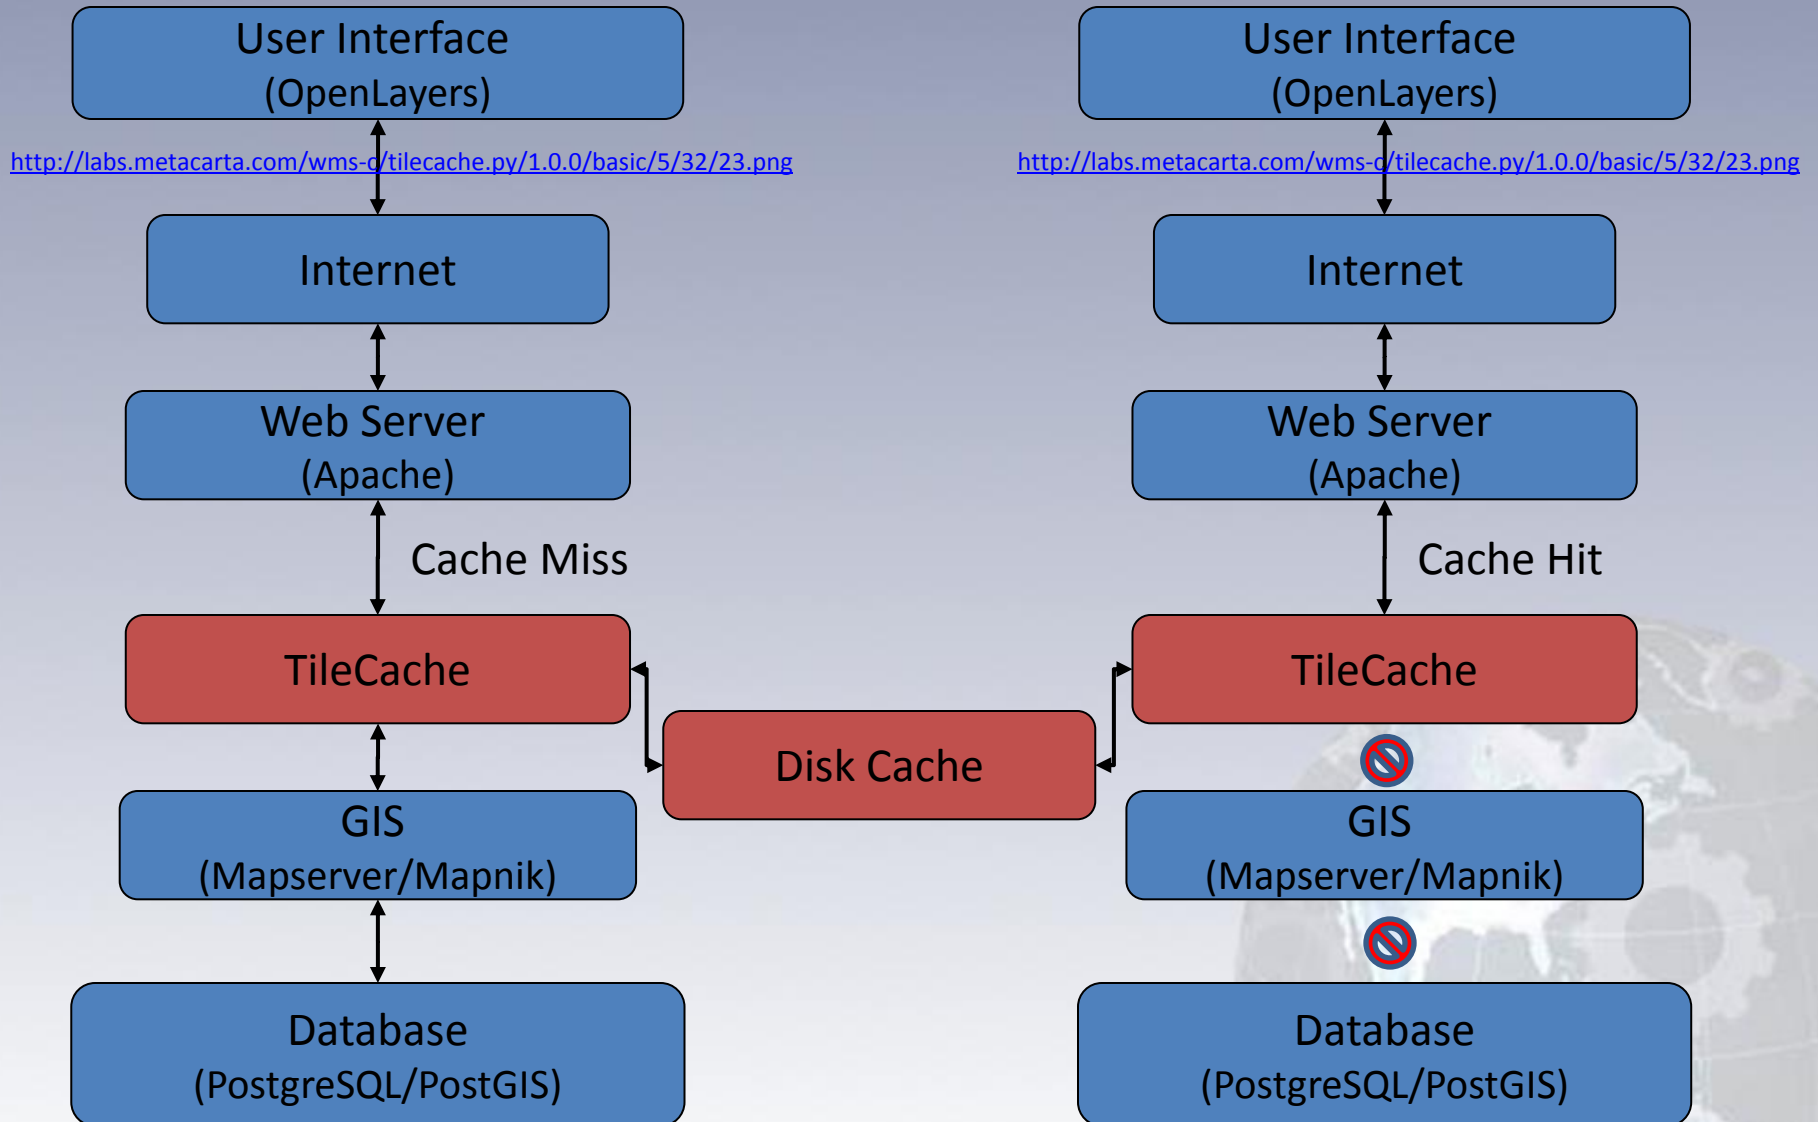 User Interface
(OpenLayers)
http://labs.metacarta.com/wms-c/tilecache.py/1.0.0/basic/5/32/23.png
Internet
Web Server
(Apache)
Cache Miss
TileCache
GIS
(Mapserver/Mapnik)
Database
(PostgreSQL/PostGIS)
Disk Cache
User Interface
(OpenLayers)
http://labs.metacarta.com/wms-c/tilecache.py/1.0.0/basic/5/32/23.png
Internet
Web Server
(Apache)
Cache Hit
TileCache
GIS
(Mapserver/Mapnik)
Database
(PostgreSQL/PostGIS)